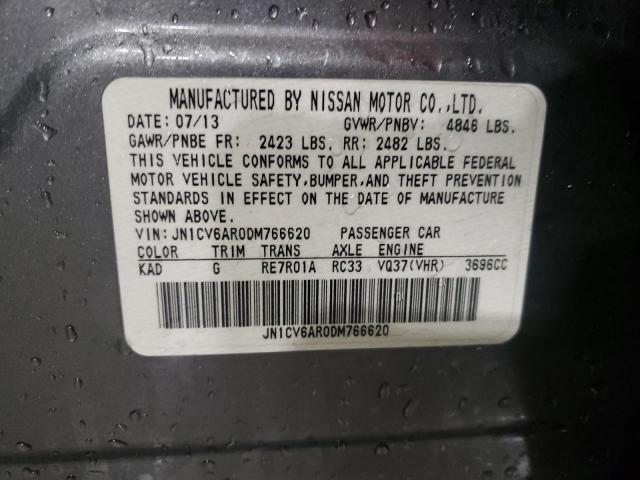 MANUFACTURED BY NISSAN MOTOR CO.,LTD.
DATE: 07/13 GVWR/PNBV: 4846 LBS.
GAWR/PNBE FR: 2423 LBS. RR: 2482 LBS.
THIS VEHICLE CONFORMS TO ALL APPLICABLE FEDERAL
MOTOR VEHICLE SAFETY,BUMPER,AND THEFT PREVENTION
STANDARDS IN EFFECT ON THE DATE OF MANUFACTURE
SHOWN ABOVE.
VIN: JN1CV6AR0DM766620 PASSENGER CAR
COLOR TRIM TRANS AXLE ENGINE
KAD G RE7R01A RC33 VQ37(VHR) 3696CC
JN1CV6AR0DM766620